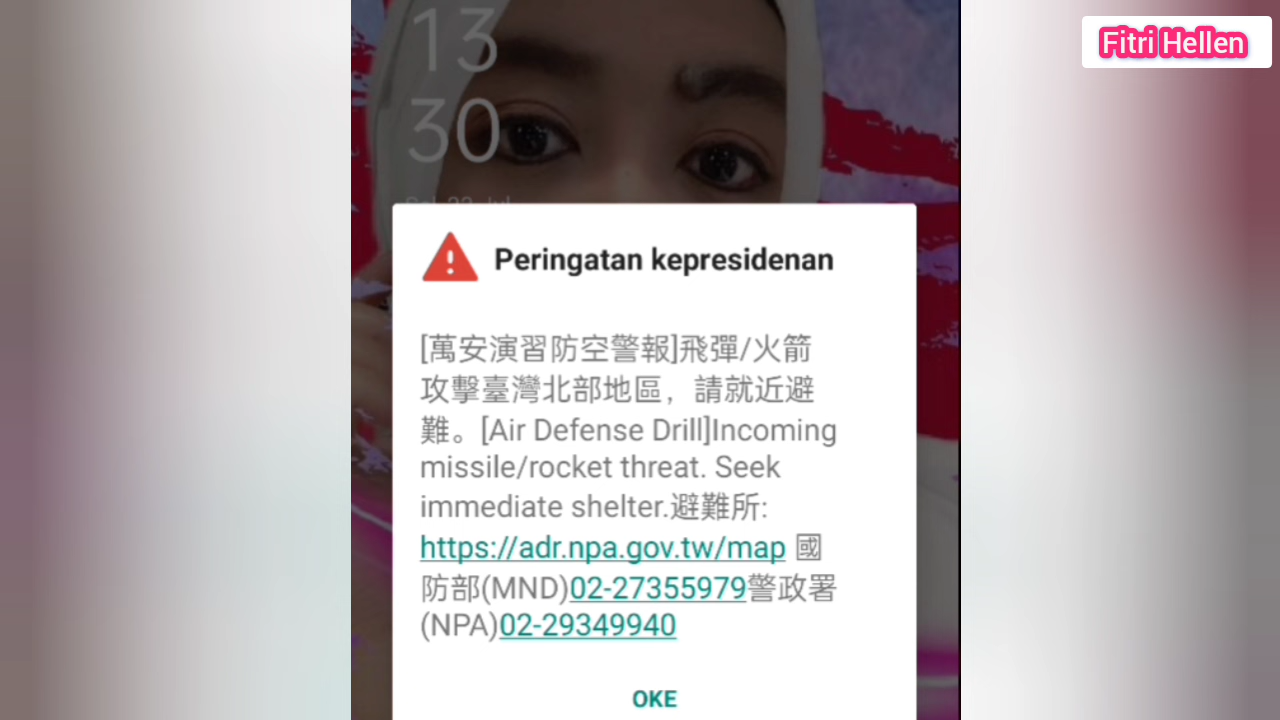 Fitri Hellen
13
30
Peringatan kepresidenan
[萬安演習防空警報]飛彈/火箭
攻擊臺灣北部地區，請就近避
難。[Air Defense Drill]Incoming
missile/rocket threat. Seek
immediate shelter.避難所:
https://adr.npa.gov.tw/map 國
防部(MND)02-27355979警政署
(NPA)02-29349940
OKE